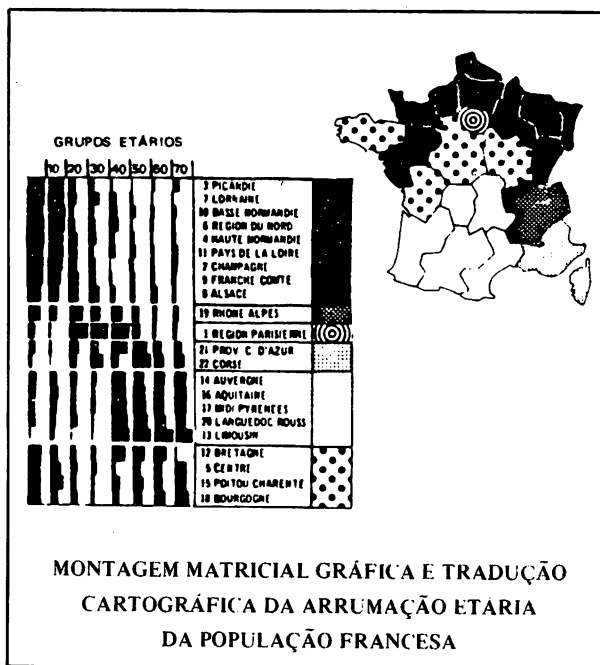 GRUPOS ETÁRIOS
10 20 30 40 50 60 70
3 PICARDIE
7 LORRAINE
10 BASSE NORMANDIE
6 REGION DU NORD
4 HAUTE NORMANDIE
11 PAYS DE LA LOIRE
2 CHAMPAGNE
9 FRANCHE COMTÉ
8 ALSACE
19 RHONE ALPES
1 REGION PARISIENNE
21 PROV C D'AZUR
22 CORSE
14 AUVERGNE
16 AQUITAINE
17 MIDI PYRENEES
20 LANGUEDOC ROUSS
13 LIMOUSIN
12 BRETAGNE
5 CENTRE
15 POITOU CHARENTE
18 BOURGOGNE
MONTAGEM MATRICIAL GRÁFICA E TRADUÇÃO
CARTOGRÁFICA DA ARRUMAÇÃO ETÁRIA
DA POPULAÇÃO FRANCESA